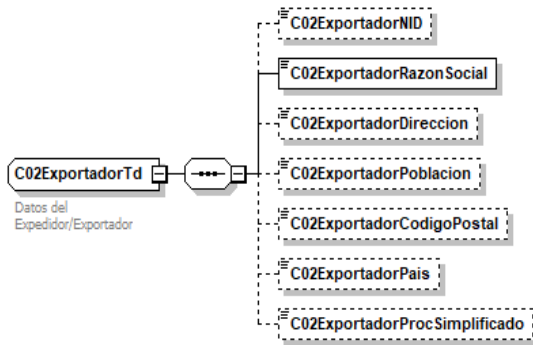 C02ExportadorNID
C02ExportadorRazonSocial
C02ExportadorDireccion
C02ExportadorTd
C02ExportadorPoblacion
Datos del
Expedidor/Exportador
C02ExportadorCodigoPostal
C02ExportadorPais
C02ExportadorProcSimplificado